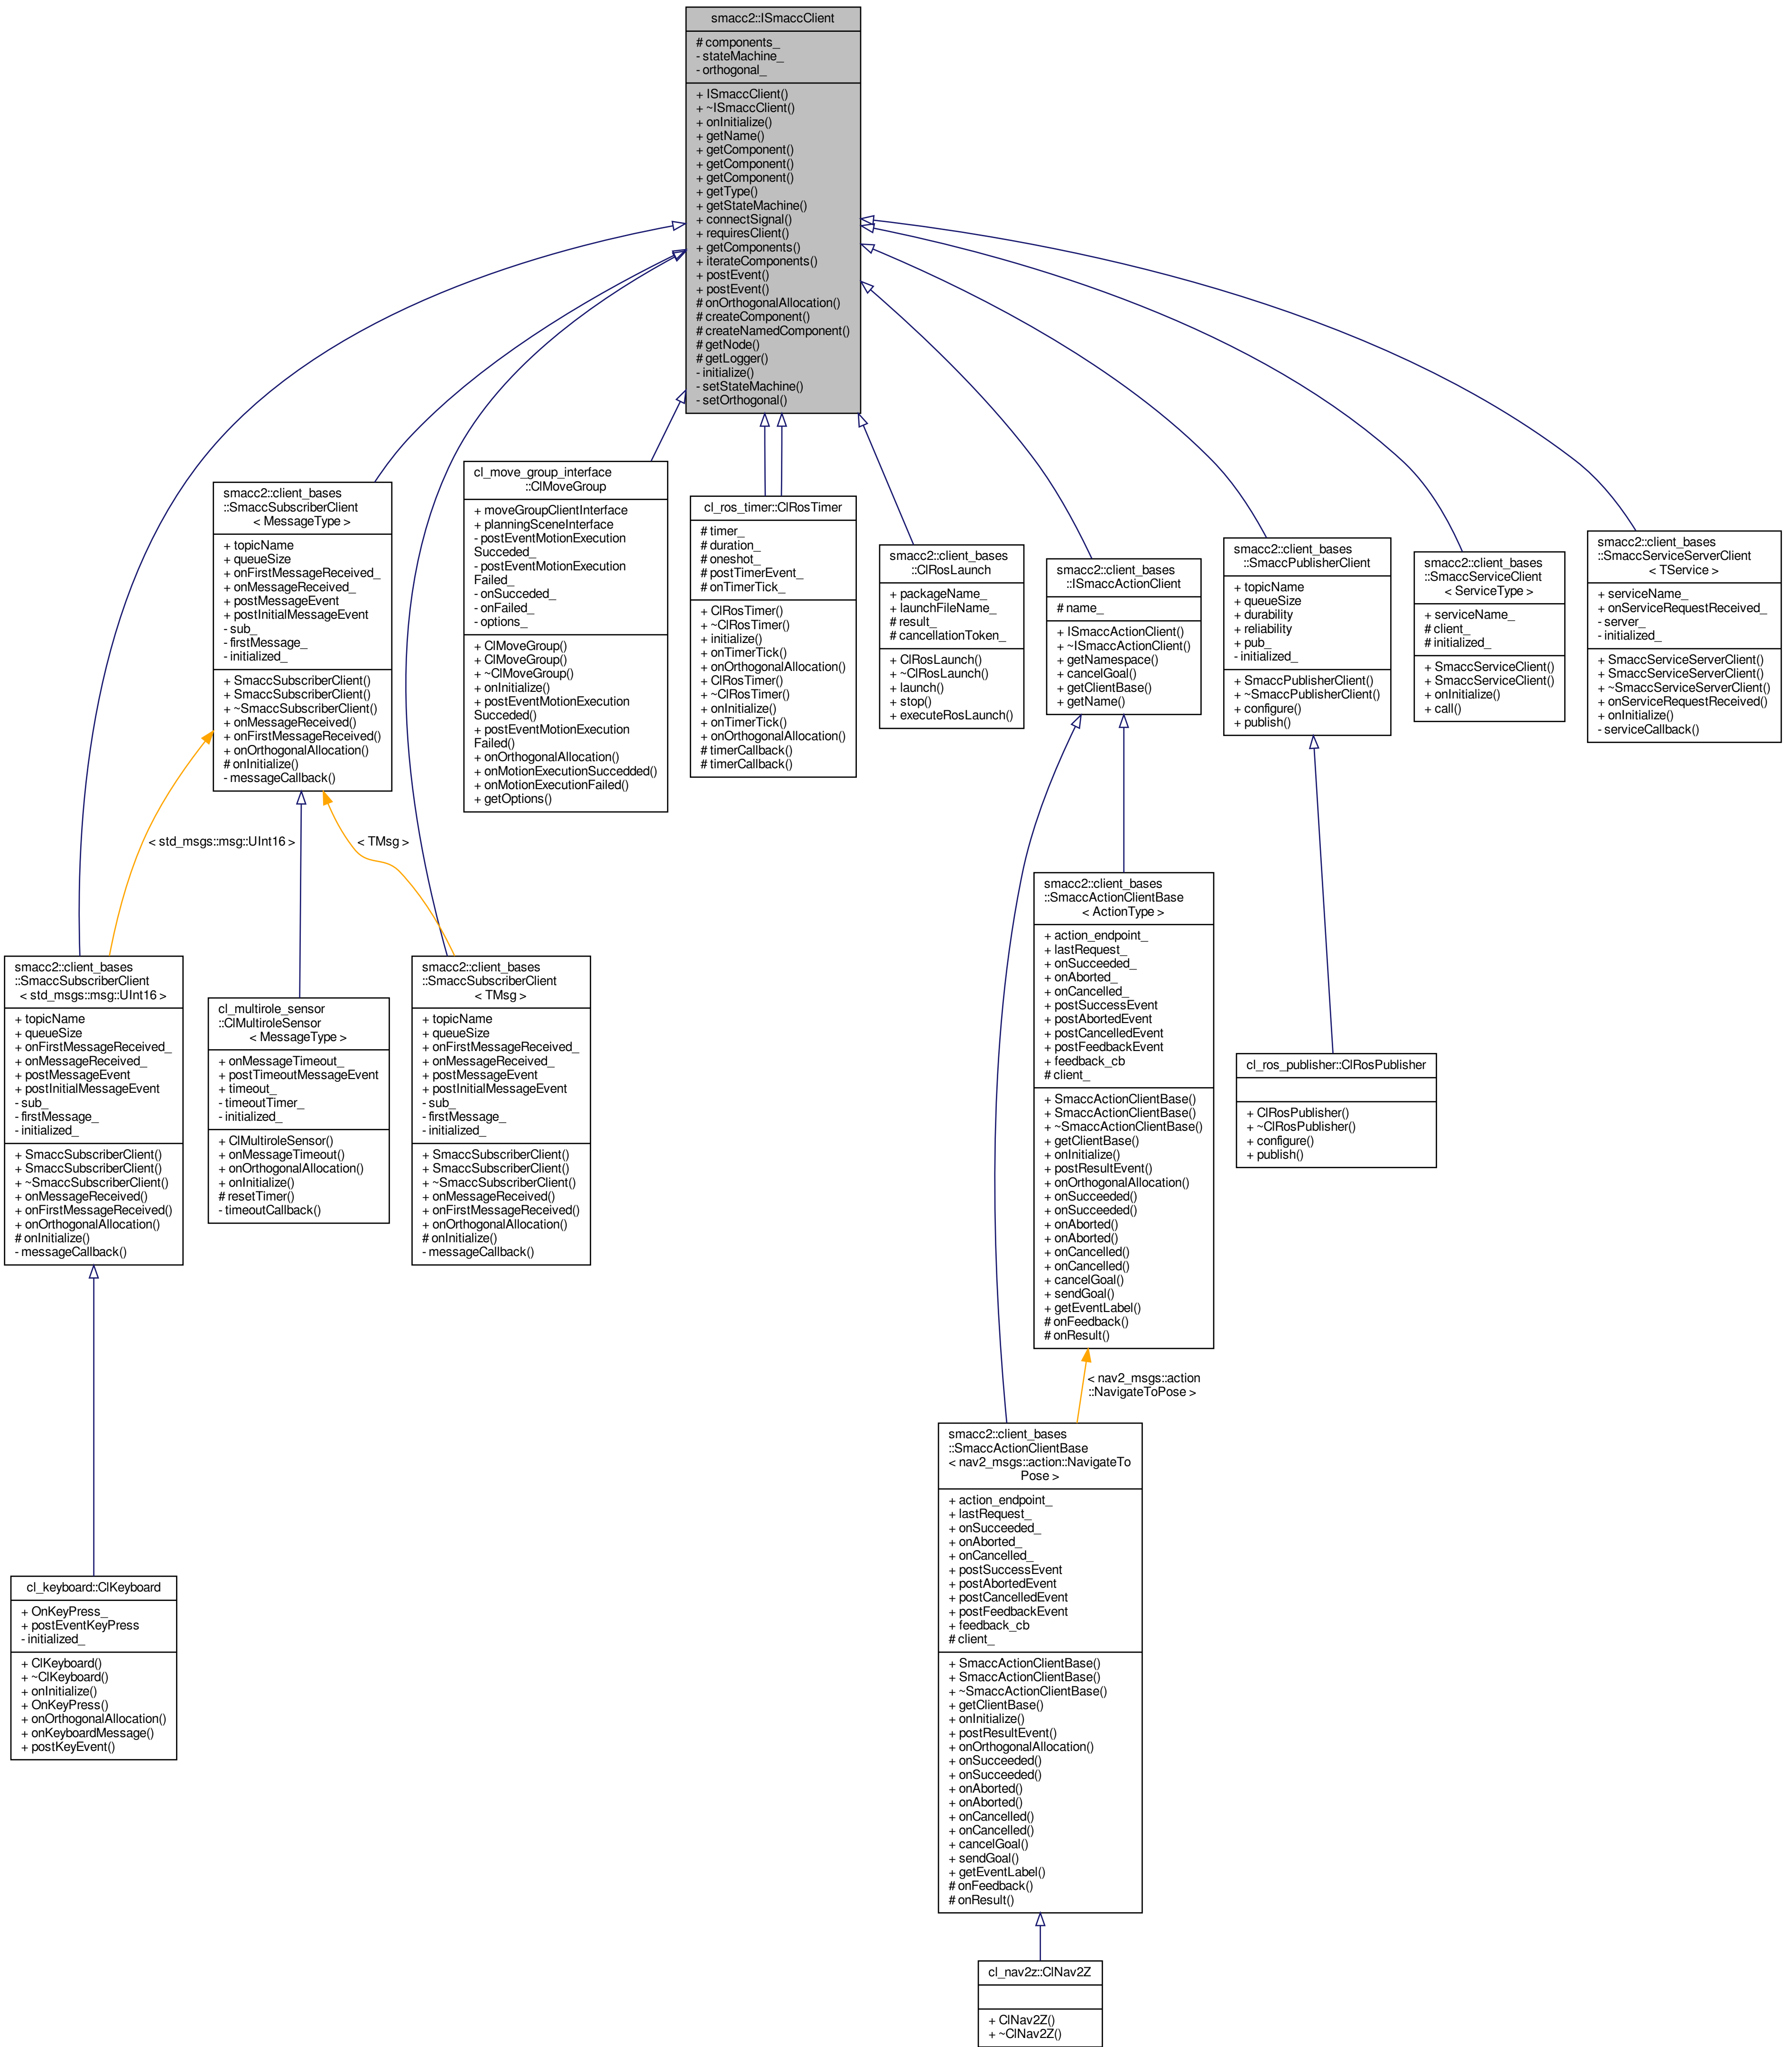 smacc2::ISmaccClient
# components_
- stateMachine_
- orthogonal_
+ ISmaccClient()
+ ~ISmaccClient()
+ onInitialize()
+ getName()
+ getComponent()
+ getComponent()
+ getComponent()
+ getType()
+ getStateMachine()
+ connectSignal()
+ requiresClient()
+ getComponents()
+ iterateComponents()
+ postEvent()
+ postEvent()
# onOrthogonalAllocation()
# createComponent()
# createNamedComponent()
# getNode()
# getLogger()
- initialize()
- setStateMachine()
- setOrthogonal()
smacc2::client_bases
::SmaccSubscriberClient
< MessageType >
+ topicName
+ queueSize
+ onFirstMessageReceived_
+ onMessageReceived_
+ postMessageEvent
+ postInitialMessageEvent
- sub_
- firstMessage_
- initialized_
+ SmaccSubscriberClient()
+ SmaccSubscriberClient()
+ ~SmaccSubscriberClient()
+ onMessageReceived()
+ onFirstMessageReceived()
+ onOrthogonalAllocation()
# onInitialize()
- messageCallback()
cl_move_group_interface
::ClMoveGroup
+ moveGroupClientInterface
+ planningSceneInterface
- postEventMotionExecution
Succeded_
- postEventMotionExecution
Failed_
- onSucceded_
- onFailed_
- options_
+ ClMoveGroup()
+ ClMoveGroup()
+ ~ClMoveGroup()
+ onInitialize()
+ postEventMotionExecution
Succeded()
+ postEventMotionExecution
Failed()
+ onOrthogonalAllocation()
+ onMotionExecutionSuccedded()
+ onMotionExecutionFailed()
+ getOptions()
cl_ros_timer::ClRosTimer
# timer_
# duration_
# oneshot_
# postTimerEvent_
# onTimerTick_
+ ClRosTimer()
+ ~ClRosTimer()
+ initialize()
+ onTimerTick()
+ onOrthogonalAllocation()
+ ClRosTimer()
+ ~ClRosTimer()
+ onInitialize()
+ onTimerTick()
+ onOrthogonalAllocation()
# timerCallback()
# timerCallback()
smacc2::client_bases
::ClRosLaunch
+ packageName_
+ launchFileName_
# result_
# cancellationToken_
+ ClRosLaunch()
+ ~ClRosLaunch()
+ launch()
+ stop()
+ executeRosLaunch()
smacc2::client_bases
::ISmaccActionClient
# name_
+ ISmaccActionClient()
+ ~ISmaccActionClient()
+ getNamespace()
+ cancelGoal()
+ getClientBase()
+ getName()
smacc2::client_bases
::SmaccPublisherClient
+ topicName
+ queueSize
+ durability
+ reliability
+ pub_
- initialized_
+ SmaccPublisherClient()
+ ~SmaccPublisherClient()
+ configure()
+ publish()
smacc2::client_bases
::SmaccServiceClient
< ServiceType >
+ serviceName_
# client_
# initialized_
+ SmaccServiceClient()
+ SmaccServiceClient()
+ onInitialize()
+ call()
smacc2::client_bases
::SmaccServiceServerClient
< TService >
+ serviceName_
+ onServiceRequestReceived_
- server_
- initialized_
+ SmaccServiceServerClient()
+ SmaccServiceServerClient()
+ ~SmaccServiceServerClient()
+ onServiceRequestReceived()
+ onInitialize()
- serviceCallback()
< std_msgs::msg::UInt16 >
< TMsg >
smacc2::client_bases
::SmaccSubscriberClient
< std_msgs::msg::UInt16 >
+ topicName
+ queueSize
+ onFirstMessageReceived_
+ onMessageReceived_
+ postMessageEvent
+ postInitialMessageEvent
- sub_
- firstMessage_
- initialized_
+ SmaccSubscriberClient()
+ SmaccSubscriberClient()
+ ~SmaccSubscriberClient()
+ onMessageReceived()
+ onFirstMessageReceived()
+ onOrthogonalAllocation()
# onInitialize()
- messageCallback()
cl_multirole_sensor
::ClMultiroleSensor
< MessageType >
+ onMessageTimeout_
+ postTimeoutMessageEvent
+ timeout_
- timeoutTimer_
- initialized_
+ ClMultiroleSensor()
+ onMessageTimeout()
+ onOrthogonalAllocation()
+ onInitialize()
# resetTimer()
- timeoutCallback()
smacc2::client_bases
::SmaccSubscriberClient
< TMsg >
+ topicName
+ queueSize
+ onFirstMessageReceived_
+ onMessageReceived_
+ postMessageEvent
+ postInitialMessageEvent
- sub_
- firstMessage_
- initialized_
+ SmaccSubscriberClient()
+ SmaccSubscriberClient()
+ ~SmaccSubscriberClient()
+ onMessageReceived()
+ onFirstMessageReceived()
+ onOrthogonalAllocation()
# onInitialize()
- messageCallback()
smacc2::client_bases
::SmaccActionClientBase
< ActionType >
+ action_endpoint_
+ lastRequest_
+ onSucceeded_
+ onAborted_
+ onCancelled_
+ postSuccessEvent
+ postAbortedEvent
+ postCancelledEvent
+ postFeedbackEvent
+ feedback_cb
# client_
+ SmaccActionClientBase()
+ SmaccActionClientBase()
+ ~SmaccActionClientBase()
+ getClientBase()
+ onInitialize()
+ postResultEvent()
+ onOrthogonalAllocation()
+ onSucceeded()
+ onSucceeded()
+ onAborted()
+ onAborted()
+ onCancelled()
+ onCancelled()
+ cancelGoal()
+ sendGoal()
+ getEventLabel()
# onFeedback()
# onResult()
cl_ros_publisher::ClRosPublisher
+ ClRosPublisher()
+ ~ClRosPublisher()
+ configure()
+ publish()
< nav2_msgs::action
::NavigateToPose >
smacc2::client_bases
::SmaccActionClientBase
< nav2_msgs::action::NavigateTo
Pose >
+ action_endpoint_
+ lastRequest_
+ onSucceeded_
+ onAborted_
+ onCancelled_
+ postSuccessEvent
+ postAbortedEvent
+ postCancelledEvent
+ postFeedbackEvent
+ feedback_cb
# client_
+ SmaccActionClientBase()
+ SmaccActionClientBase()
+ ~SmaccActionClientBase()
+ getClientBase()
+ onInitialize()
+ postResultEvent()
+ onOrthogonalAllocation()
+ onSucceeded()
+ onSucceeded()
+ onAborted()
+ onAborted()
+ onCancelled()
+ onCancelled()
+ cancelGoal()
+ sendGoal()
+ getEventLabel()
# onFeedback()
# onResult()
cl_keyboard::ClKeyboard
+ OnKeyPress_
+ postEventKeyPress
- initialized_
+ ClKeyboard()
+ ~ClKeyboard()
+ onInitialize()
+ OnKeyPress()
+ onOrthogonalAllocation()
+ onKeyboardMessage()
+ postKeyEvent()
cl_nav2z::ClNav2Z
+ ClNav2Z()
+ ~ClNav2Z()